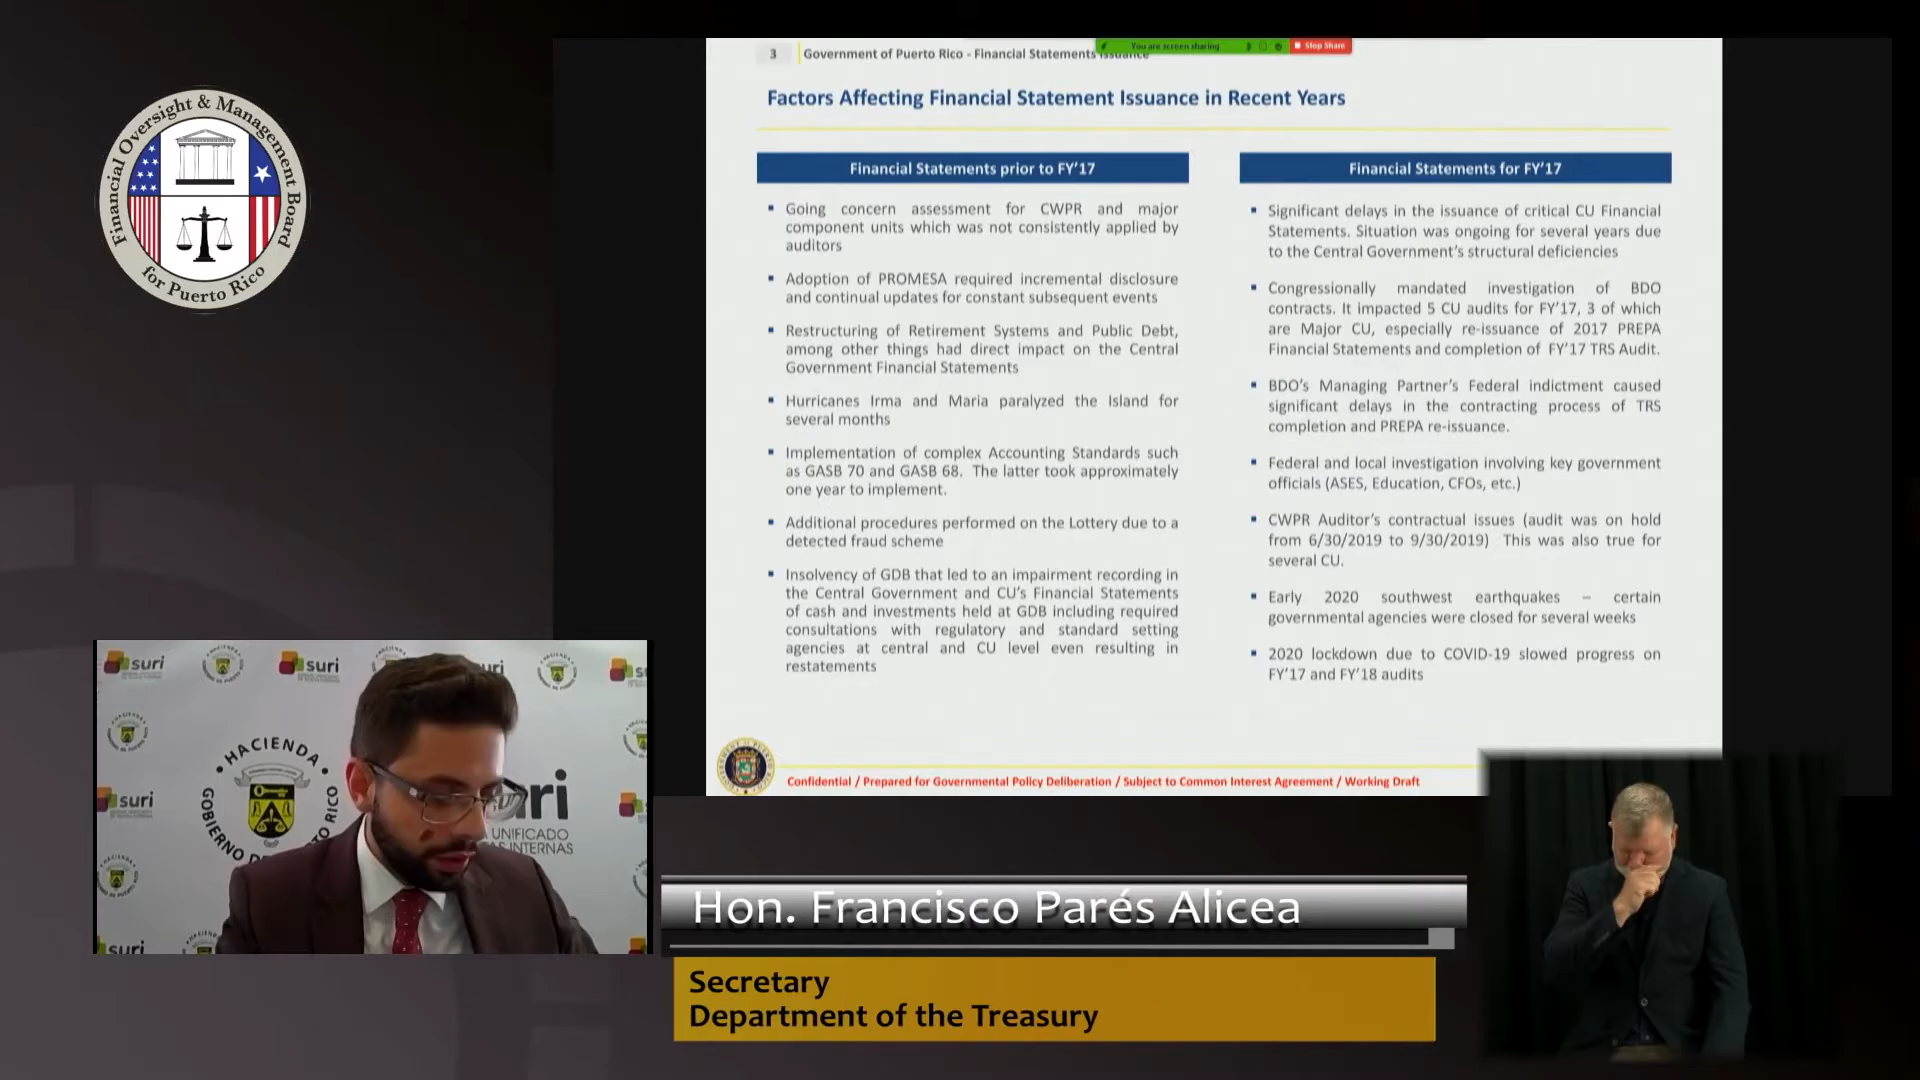 Financial Oversight & Management Board
for Puerto Rico
3
Government of Puerto Rico - Financial Statements Issuance
You are screen sharing
Stop Share
Factors Affecting Financial Statement Issuance in Recent Years
Financial Statements prior to FY'17
Going concern assessment for CWPR and major
component units which was not consistently applied by
auditors
Adoption of PROMESA required incremental disclosure
and continual updates for constant subsequent events
Restructuring of Retirement Systems and Public Debt,
among other things had direct impact on the Central
Government Financial Statements
Hurricanes Irma and Maria paralyzed the Island for
several months
Implementation of complex Accounting Standards such
as GASB 70 and GASB 68. The latter took approximately
one year to implement.
Additional procedures performed on the Lottery due to a
detected fraud scheme
Insolvency of GDB that led to an impairment recording in
the Central Government and CU's Financial Statements
of cash and investments held at GDB including required
consultations with regulatory and standard setting
agencies at central and CU level even resulting in
restatements
Financial Statements for FY'17
Significant delays in the issuance of critical CU Financial
Statements. Situation was ongoing for several years due
to the Central Government's structural deficiencies
Congressionally mandated investigation of BDO
contracts. It impacted 5 CU audits for FY'17, 3 of which
are Major CU, especially re-issuance of 2017 PREPA
Financial Statements and completion of FY'17 TRS Audit.
BDO's Managing Partner's Federal indictment caused
significant delays in the contracting process of TRS
completion and PREPA re-issuance.
Federal and local investigation involving key government
officials (ASES, Education, CFOs, etc.)
CWPR Auditor's contractual issues (audit was on hold
from 6/30/2019 to 9/30/2019) This was also true for
several CU.
Early 2020 southwest earthquakes – certain
governmental agencies were closed for several weeks
2020 lockdown due to COVID-19 slowed progress on
FY'17 and FY'18 audits
Confidential / Prepared for Governmental Policy Deliberation / Subject to Common Interest Agreement / Working Draft
suri
suri
uri
HACIENDA
GOBIERNO DE PUERTO RICO
suri
uri
UNIFICADO
AS INTERNAS
suri
Hon. Francisco Parés Alicea
Secretary
Department of the Treasury